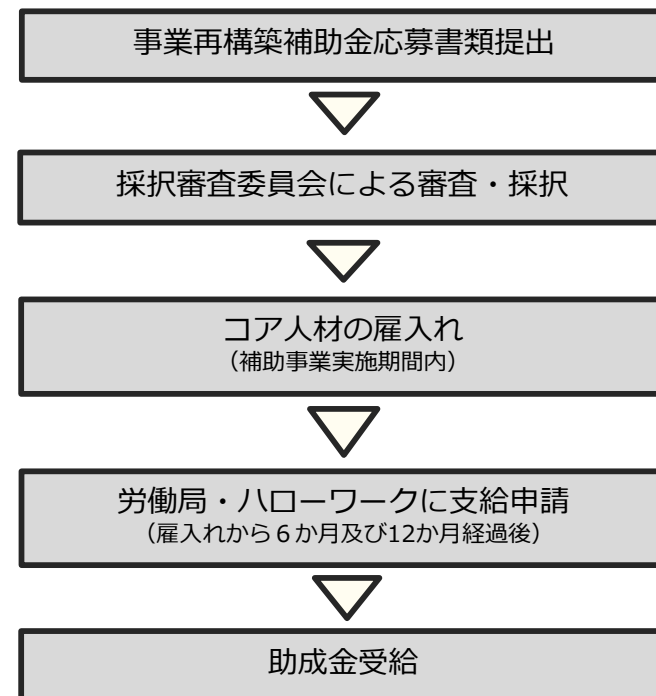 事業再構築補助金応募書類提出
採択審査委員会による審査・採択
コア人材の雇入れ
（補助事業実施期間内）
労働局・ハローワークに支給申請
（雇入れから６か月及び12か月経過後）
助成金受給